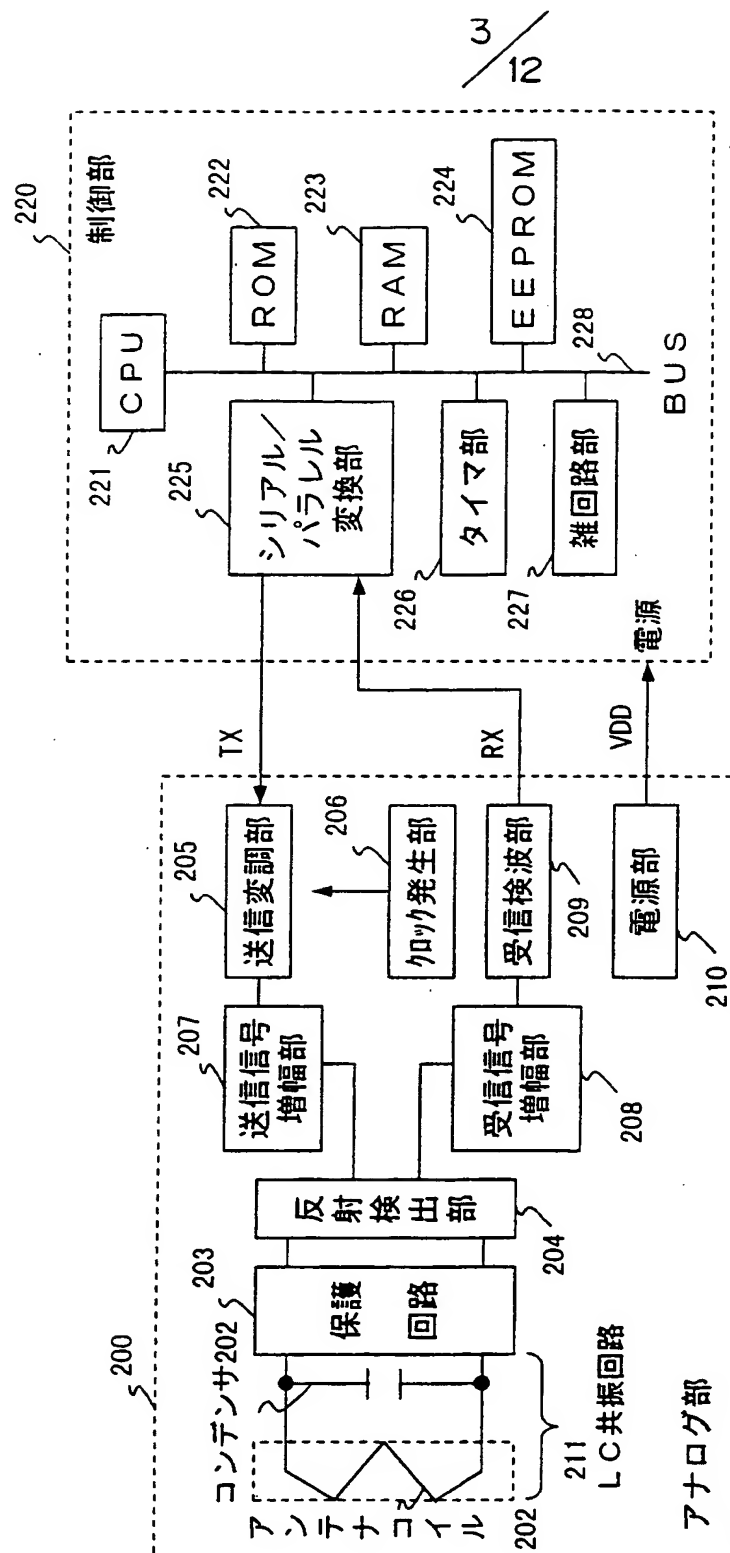 3/12
200
アナログ部
アンテナコイル
202
コンデンサ202
211
LC共振回路
203
保護
回路
反射検出部
204
207
送信信号
増幅部
205
送信変調部
206
クロック発生部
受信信号
増幅部
208
受信検波部
209
電源部
210
TX
RX
VDD
電源
220
制御部
CPU
221
ROM
222
RAM
223
EEPROM
224
シリアル/
パラレル
変換部
225
タイマ部
226
雑回路部
227
228
BUS